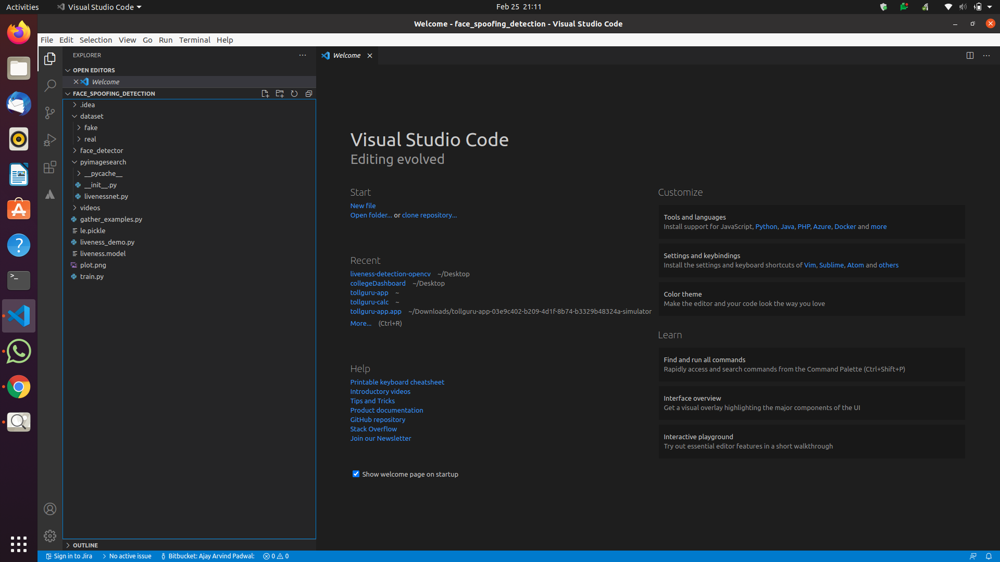 Activities
Visual Studio Code
Feb 25 21:11
Welcome - face_spoofing_detection - Visual Studio Code
File Edit Selection View Go Run Terminal Help
EXPLORER
OPEN EDITORS
Welcome
FACE_SPOOFING_DETECTION
.idea
dataset
fake
real
face_detector
pyimagesearch
__pycache__
__init__.py
livenessnet.py
videos
gather_examples.py
le.pickle
liveness_demo.py
liveness.model
plot.png
train.py
OUTLINE
Welcome
Visual Studio Code
Editing evolved
Start
New file
Open folder... or clone repository...
Recent
liveness-detection-opencv ~/Desktop
collegeDashboard ~/Desktop
tollguru-app ~
tollguru-calc ~
tollguru-app.app ~/Downloads/tollguru-app-03e9c402-b209-4d1f-8b74-b3329b48324a-simulator
More... (Ctrl+R)
Help
Printable keyboard cheatsheet
Introductory videos
Tips and Tricks
Product documentation
GitHub repository
Stack Overflow
Join our Newsletter
Show welcome page on startup
Customize
Tools and languages
Install support for JavaScript, Python, Java, PHP, Azure, Docker and more
Settings and keybindings
Install the settings and keyboard shortcuts of Vim, Sublime, Atom and others
Color theme
Make the editor and your code look the way you love
Learn
Find and run all commands
Rapidly access and search commands from the Command Palette (Ctrl+Shift+P)
Interface overview
Get a visual overlay highlighting the major components of the UI
Interactive playground
Try out essential editor features in a short walkthrough
Sign in to Jira
No active issue
Bitbucket: Ajay Arvind Padwal:
0 0